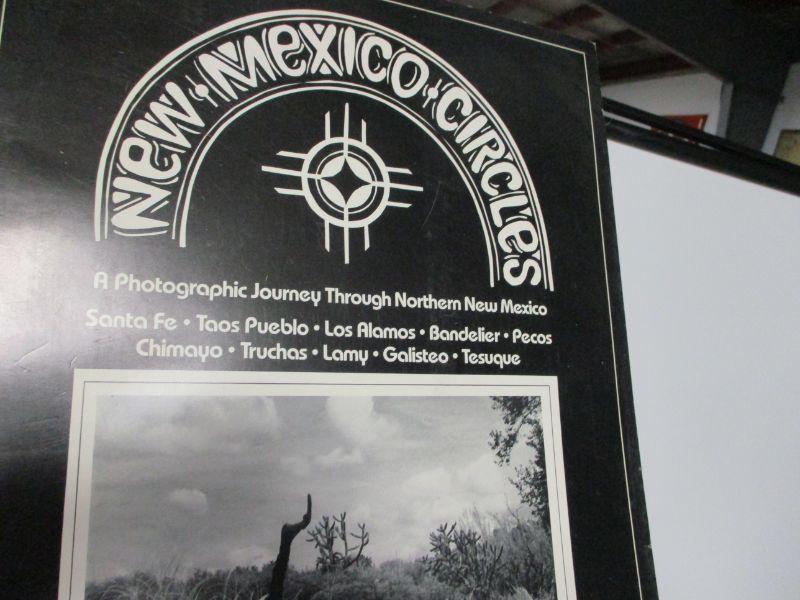 New + Mexico + Circles
A Photographic Journey Through Northern New Mexico
Santa Fe • Taos Pueblo • Los Alamos • Bandelier • Pecos
Chimayo • Truchas • Lamy • Galisteo • Tesuque